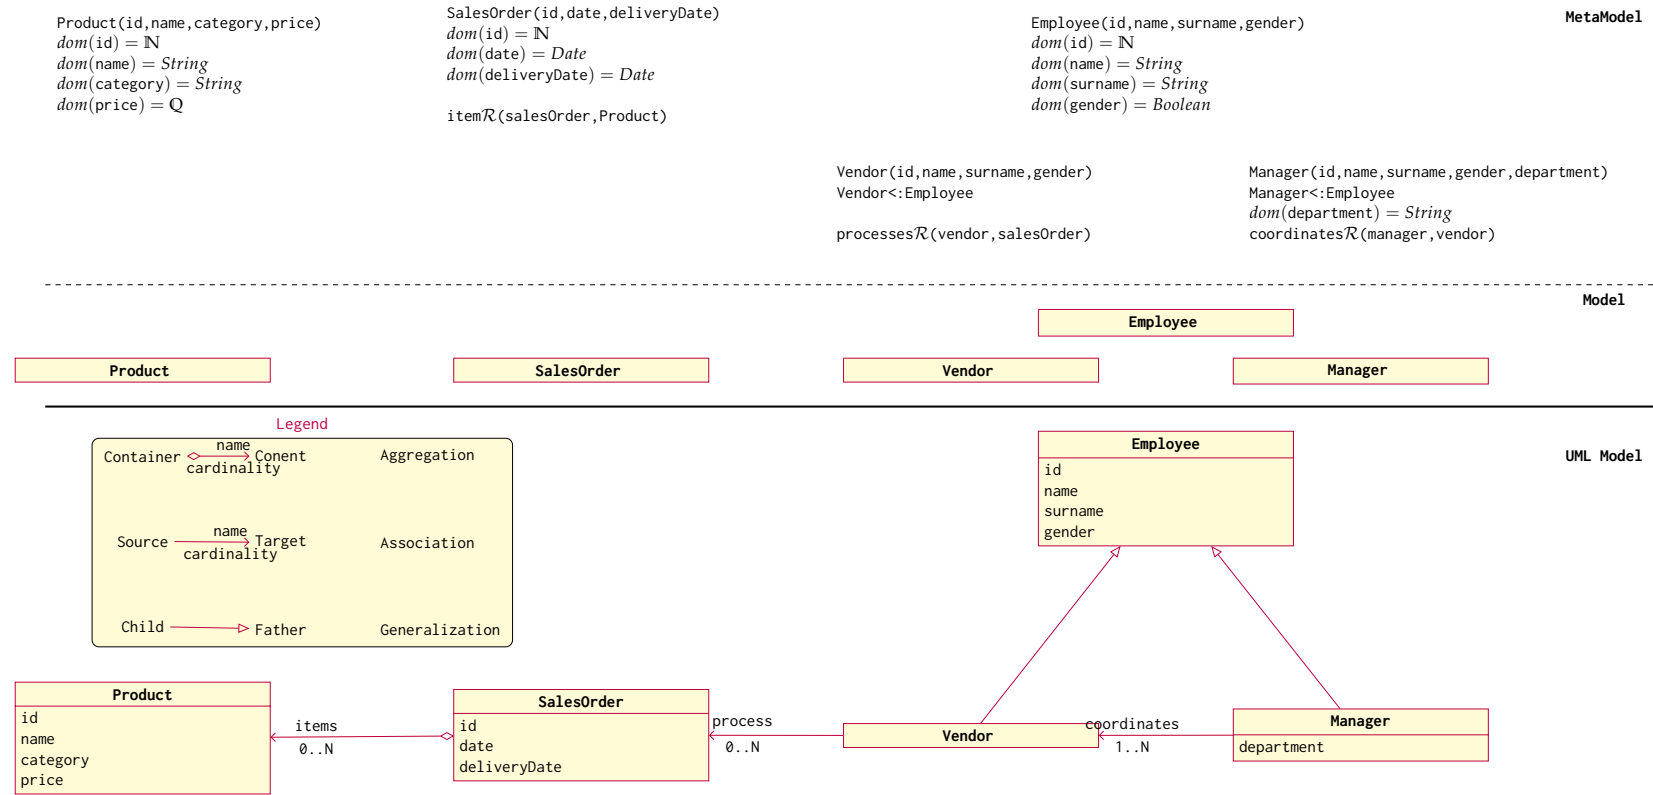 Product(id,name,category,price)
dom(id) = ℕ
dom(name) = String
dom(category) = String
dom(price) = ℚ
SalesOrder(id,date,deliveryDate)
dom(id) = ℕ
dom(date) = Date
dom(deliveryDate) = Date
itemℛ(salesOrder,Product)
Employee(id,name,surname,gender)
dom(id) = ℕ
dom(name) = String
dom(surname) = String
dom(gender) = Boolean
MetaModel
Vendor(id,name,surname,gender)
Vendor<:Employee
processesℛ(vendor,salesOrder)
Manager(id,name,surname,gender,department)
Manager<:Employee
dom(department) = String
coordinatesℛ(manager,vendor)
Model
Employee
Product
SalesOrder
Vendor
Manager
Legend
Container
name
cardinality
Conent
Aggregation
Source
name
cardinality
Target
Association
Child
Father
Generalization
UML Model
Employee
id
name
surname
gender
Product
id
name
category
price
items
0..N
SalesOrder
id
date
deliveryDate
process
0..N
Vendor
coordinates
1..N
Manager
department